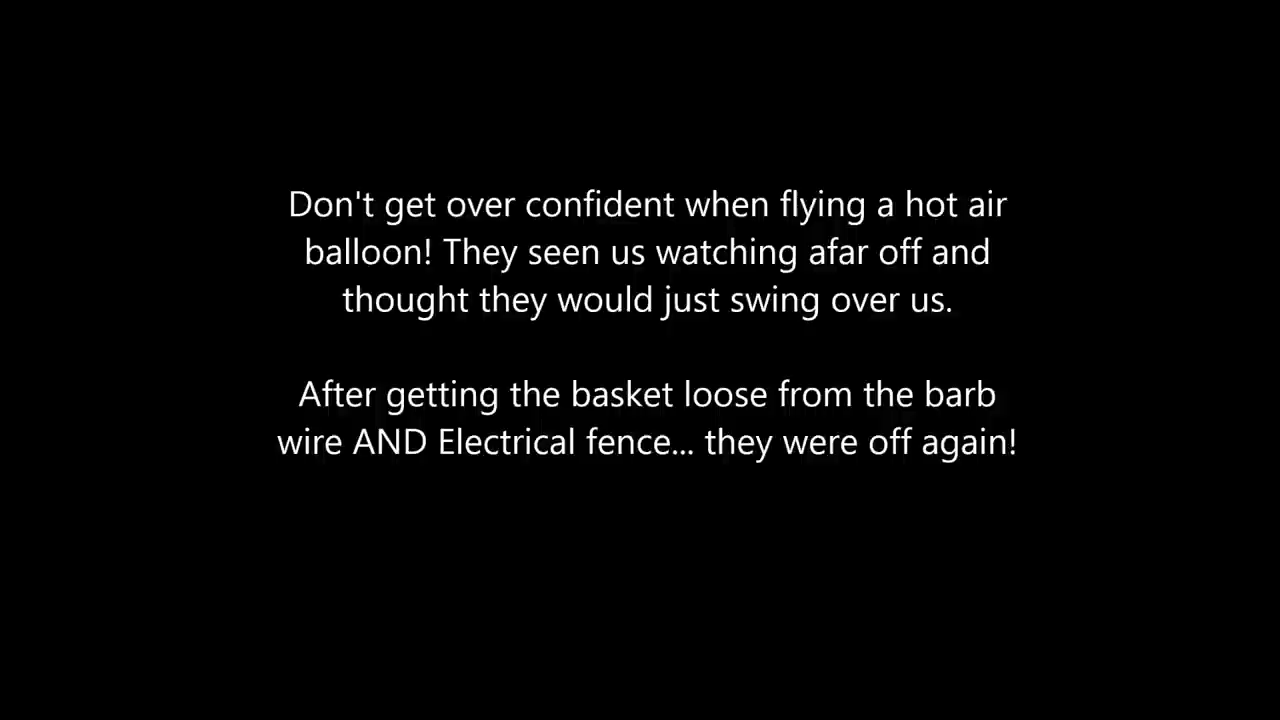 Don't get over confident when flying a hot air
balloon! They seen us watching afar off and
thought they would just swing over us.
After getting the basket loose from the barb
wire AND Electrical fence... they were off again!